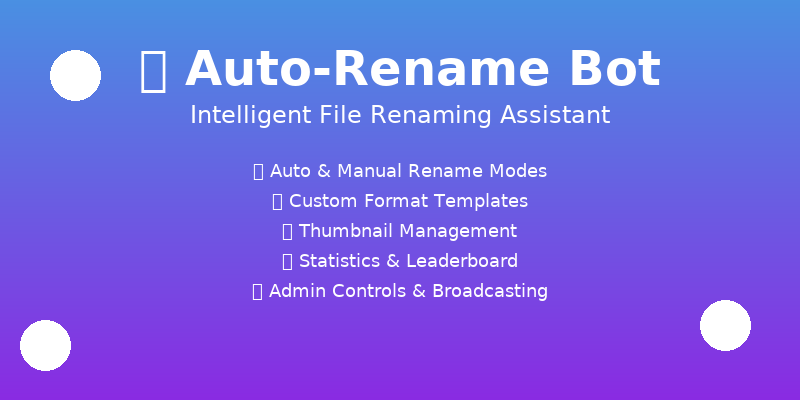 Auto-Rename Bot
Intelligent File Renaming Assistant
Auto & Manual Rename Modes
Custom Format Templates
Thumbnail Management
Statistics & Leaderboard
Admin Controls & Broadcasting